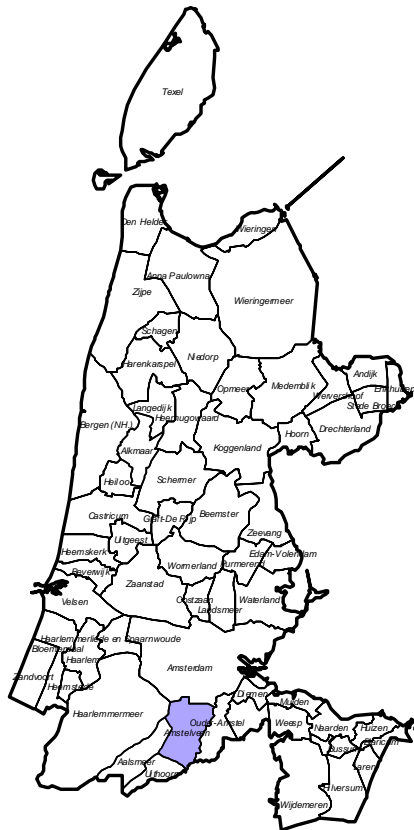 Texel
Den Helder
Wieringen
Anna Paulowna
Zijpe
Wieringermeer
Schagen
Niedorp
Harenkarspel
Andijk
Opmeer
Medemblik
Enkhuizen
Wervershoof
Stede Broec
Langedijk
Heerhugowaard
Bergen (NH.)
Drechterland
Hoorn
Koggenland
Alkmaar
Heiloo
Schermer
Beemster
Castricum
Graft-De Rijp
Zeevang
Uitgeest
Heemskerk
Edam-Volendam
Wormerland
Purmerend
Beverwijk
Zaanstad
Oostzaan
Waterland
Landsmeer
Velsen
Haarlemmerliede en Spaarnwoude
Bloemendaal
Haarlem
Amsterdam
Zandvoort
Heemstede
Diemen
Muiden
Haarlemmermeer
Ouder-Amstel
Weesp
Naarden
Huizen
Amstelveen
Blaricum
Bussum
Aalsmeer
Laren
Uithoorn
Hilversum
Wijdemeren